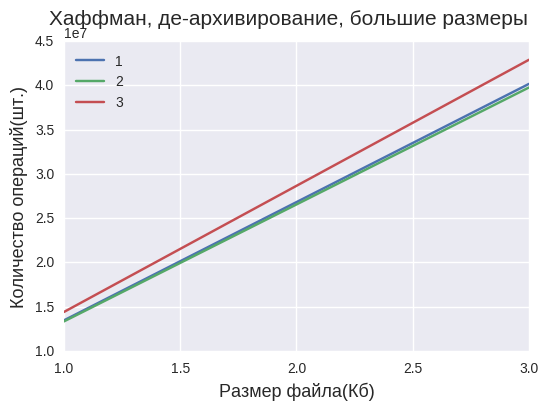 Хаффман, де-архивирование, большие размеры
1e7
4.5
4.0
3.5
3.0
2.5
2.0
1.5
1.0
Количество операций(шт.)
1
2
3
1.0 1.5 2.0 2.5 3.0
Размер файла(Кб)